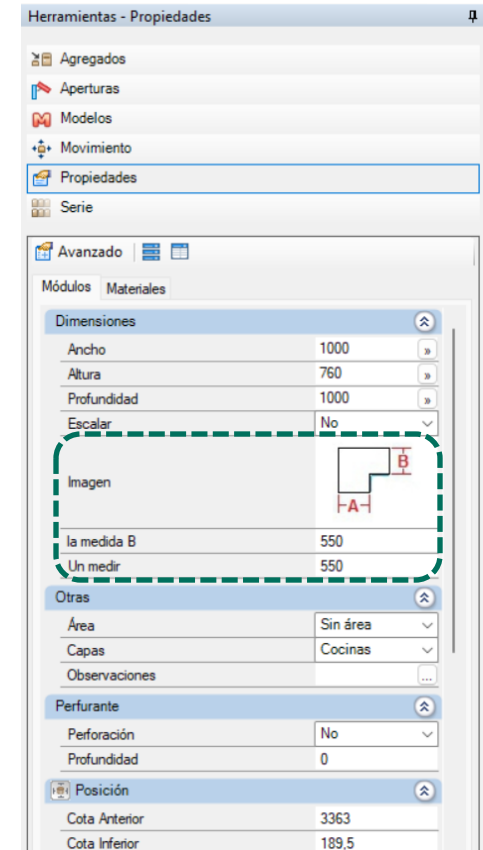 Herramientas - Propiedades
Agregados
Aperturas
Modelos
Movimiento
Propiedades
Serie
Avanzado
Módulos Materiales
Dimensiones
Ancho 1000 »
Altura 760 »
Profundidad 1000 »
Escalar No
Imagen B
A
la medida B 550
Un medir 550
Otras
Área Sin área
Capas Cocinas
Observaciones ...
Perfurante
Perforación No
Profundidad 0
Posición
Cota Anterior 3363
Cota Inferior 189,5